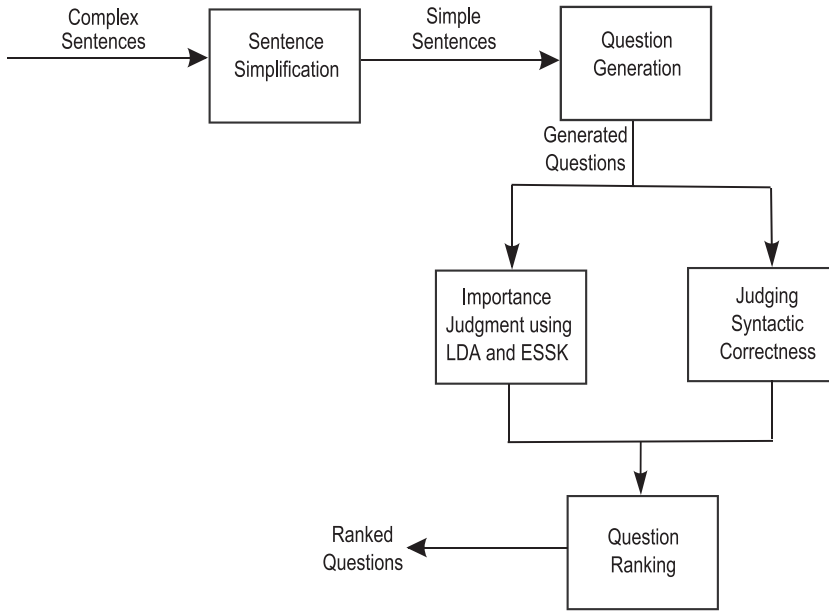 Complex
Sentences
Sentence
Simplification
Simple
Sentences
Question
Generation
Generated
Questions
Importance
Judgment using
LDA and ESSK
Judging
Syntactic
Correctness
Ranked
Questions
Question
Ranking